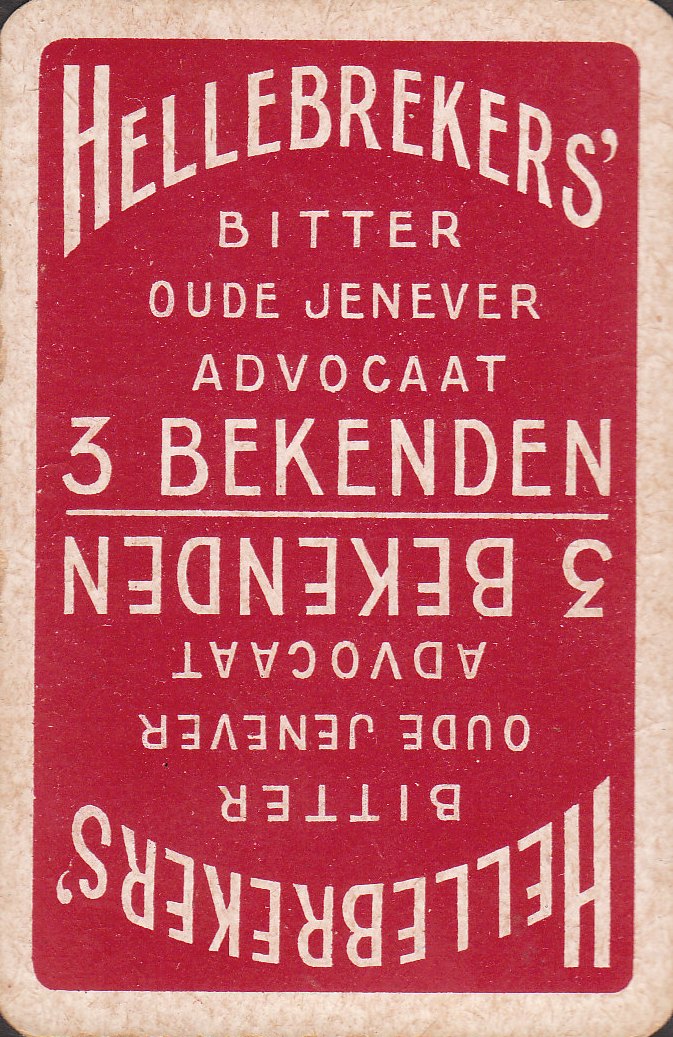 HELLEBREKERS'
BITTER
OUDE JENEVER
ADVOCAAT
3 BEKENDEN
3 BEKENDEN
ADVOCAAT
OUDE JENEVER
BITTER
HELLEBREKERS'